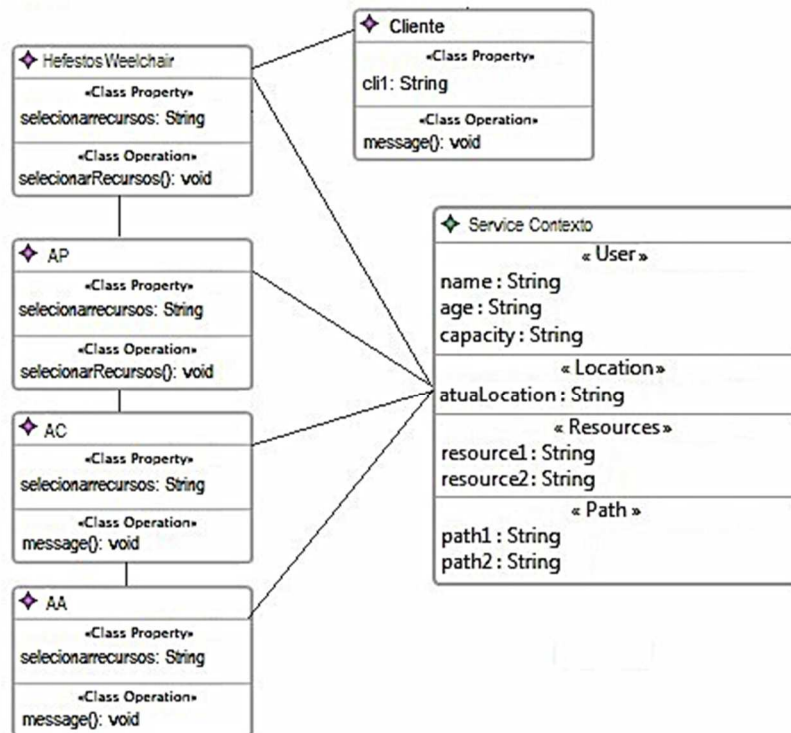 Hefestos Weelchair
«Class Property»
selecionarrecursos: String
«Class Operation»
selecionarRecursos(): void
Cliente
«Class Property»
cli1: String
«Class Operation»
message(): void
AP
«Class Property»
selecionarrecursos: String
«Class Operation»
selecionarRecursos(): void
AC
«Class Property»
selecionarrecursos: String
«Class Operation»
message(): void
AA
«Class Property»
selecionarrecursos: String
«Class Operation»
message(): void
Service Contexto
« User »
name : String
age : String
capacity : String
« Location»
atuaLocation : String
« Resources»
resource1 : String
resource2 : String
« Path »
path1 : String
path2 : String